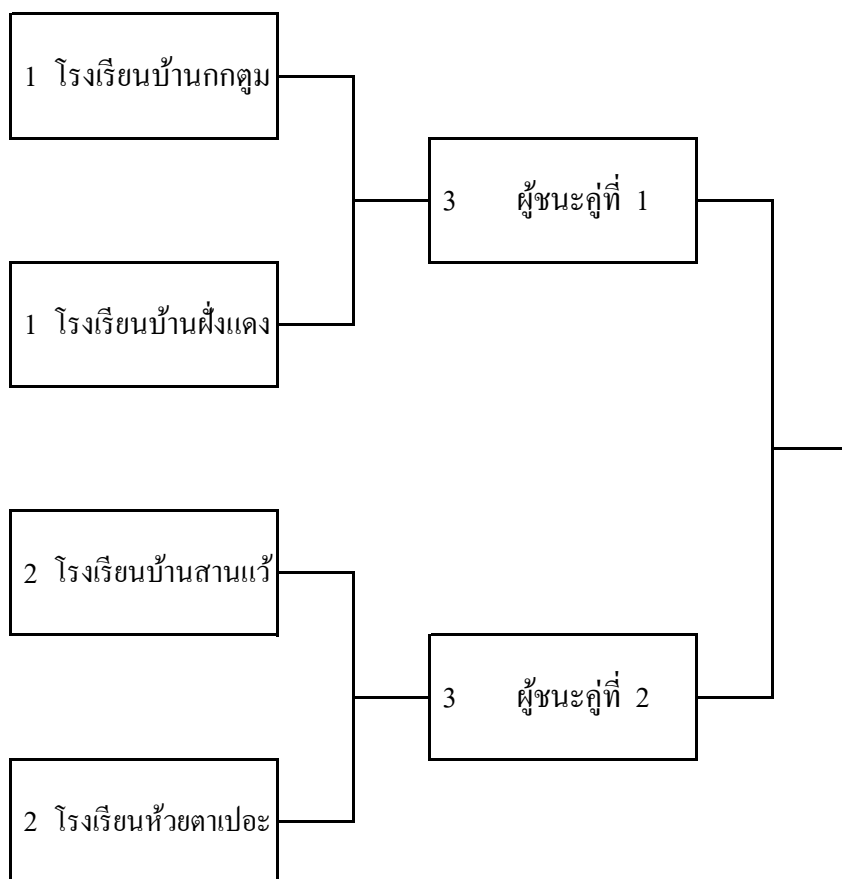 1 โรงเรียนบ้านกกตูม
3 ผู้ชนะคู่ที่ 1
1 โรงเรียนบ้านฝั่งแดง
2 โรงเรียนบ้านสานแว้
3 ผู้ชนะคู่ที่ 2
2 โรงเรียนห้วยตาเปอะ